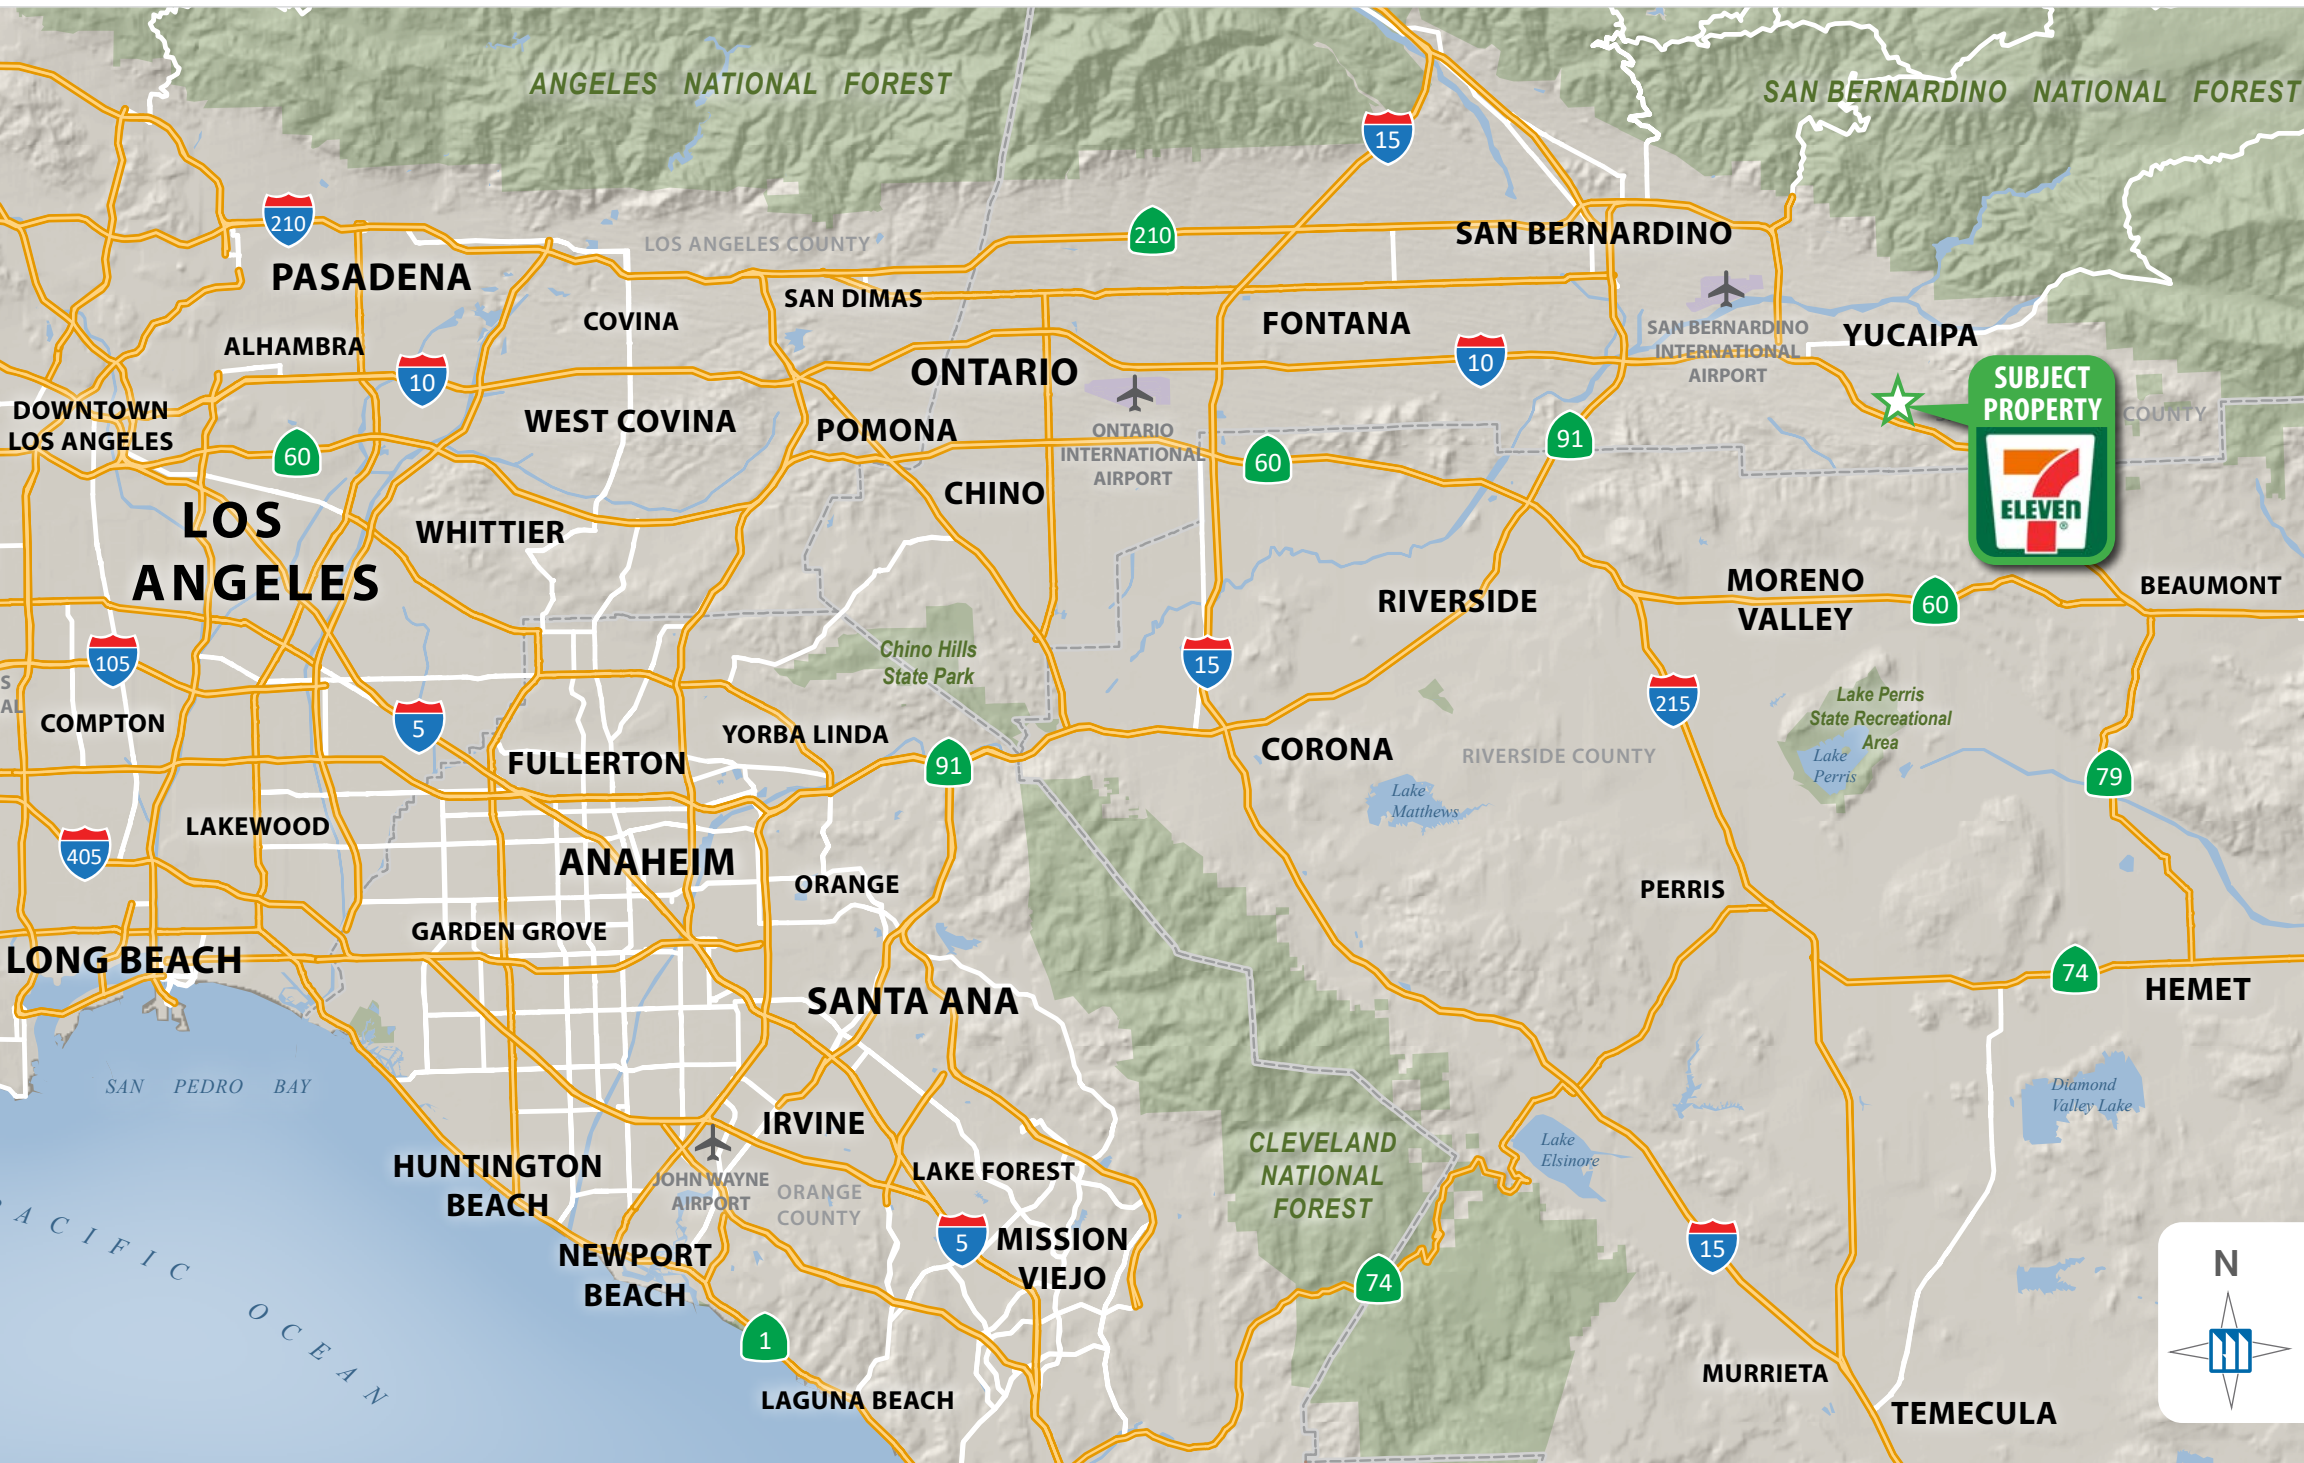 ANGELES NATIONAL FOREST
SAN BERNARDINO NATIONAL FOREST
15
210
210
LOS ANGELES COUNTY
SAN BERNARDINO
PASADENA
SAN DIMAS
COVINA
FONTANA
SAN BERNARDINO
INTERNATIONAL
AIRPORT
YUCAIPA
ALHAMBRA
10
10
ONTARIO
SUBJECT
PROPERTY
7
ELEVEN
®
COUNTY
DOWNTOWN
LOS ANGELES
WEST COVINA
POMONA
ONTARIO
INTERNATIONAL
AIRPORT
91
60
60
CHINO
LOS
ANGELES
WHITTIER
RIVERSIDE
MORENO
VALLEY
60
BEAUMONT
105
Chino Hills
State Park
15
215
Lake Perris
State Recreational
Area
Lake
Perris
S
AL
COMPTON
5
YORBA LINDA
FULLERTON
91
CORONA
RIVERSIDE COUNTY
79
Lake
Matthews
LAKEWOOD
405
ANAHEIM
ORANGE
PERRIS
GARDEN GROVE
LONG BEACH
74
HEMET
SANTA ANA
SAN PEDRO BAY
IRVINE
Diamond
Valley Lake
CLEVELAND
NATIONAL
FOREST
Lake
Elsinore
HUNTINGTON
BEACH
JOHN WAYNE
AIRPORT
ORANGE
COUNTY
LAKE FOREST
5
MISSION
VIEJO
15
NEWPORT
BEACH
74
ACIFIC
OCEAN
N
1
MURRIETA
LAGUNA BEACH
TEMECULA